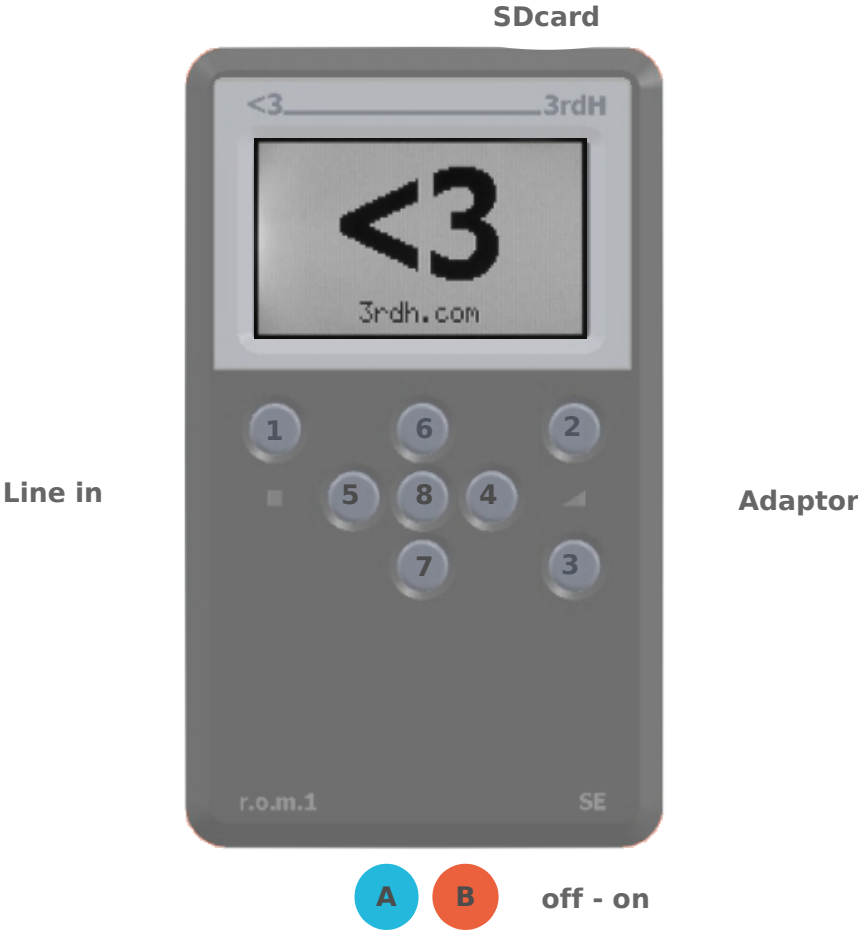 SDcard
<3 3rdH
<3
3rdh.com
1 6 2
Line in
5 8 4
Adaptor
7 3
r.o.m.1 SE
A B off - on